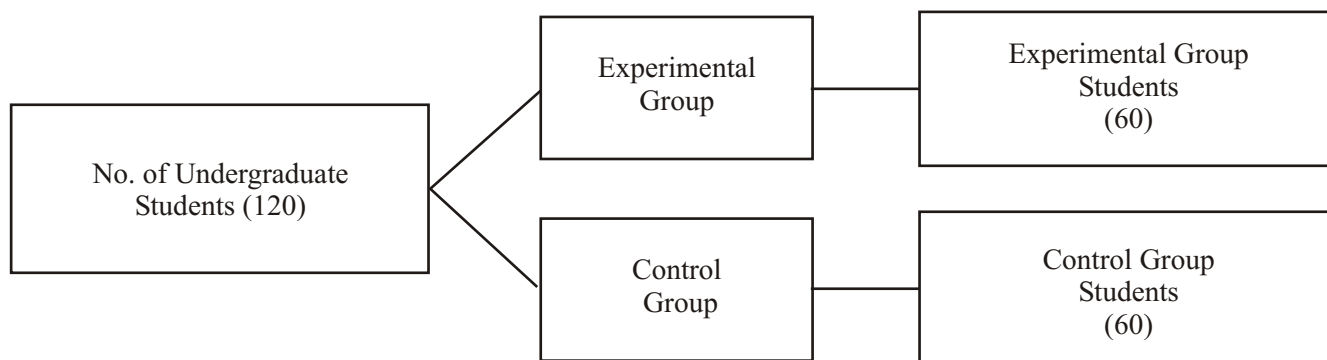 No. of Undergraduate
Students (120)
Experimental
Group
Experimental Group
Students
(60)
Control
Group
Control Group
Students
(60)